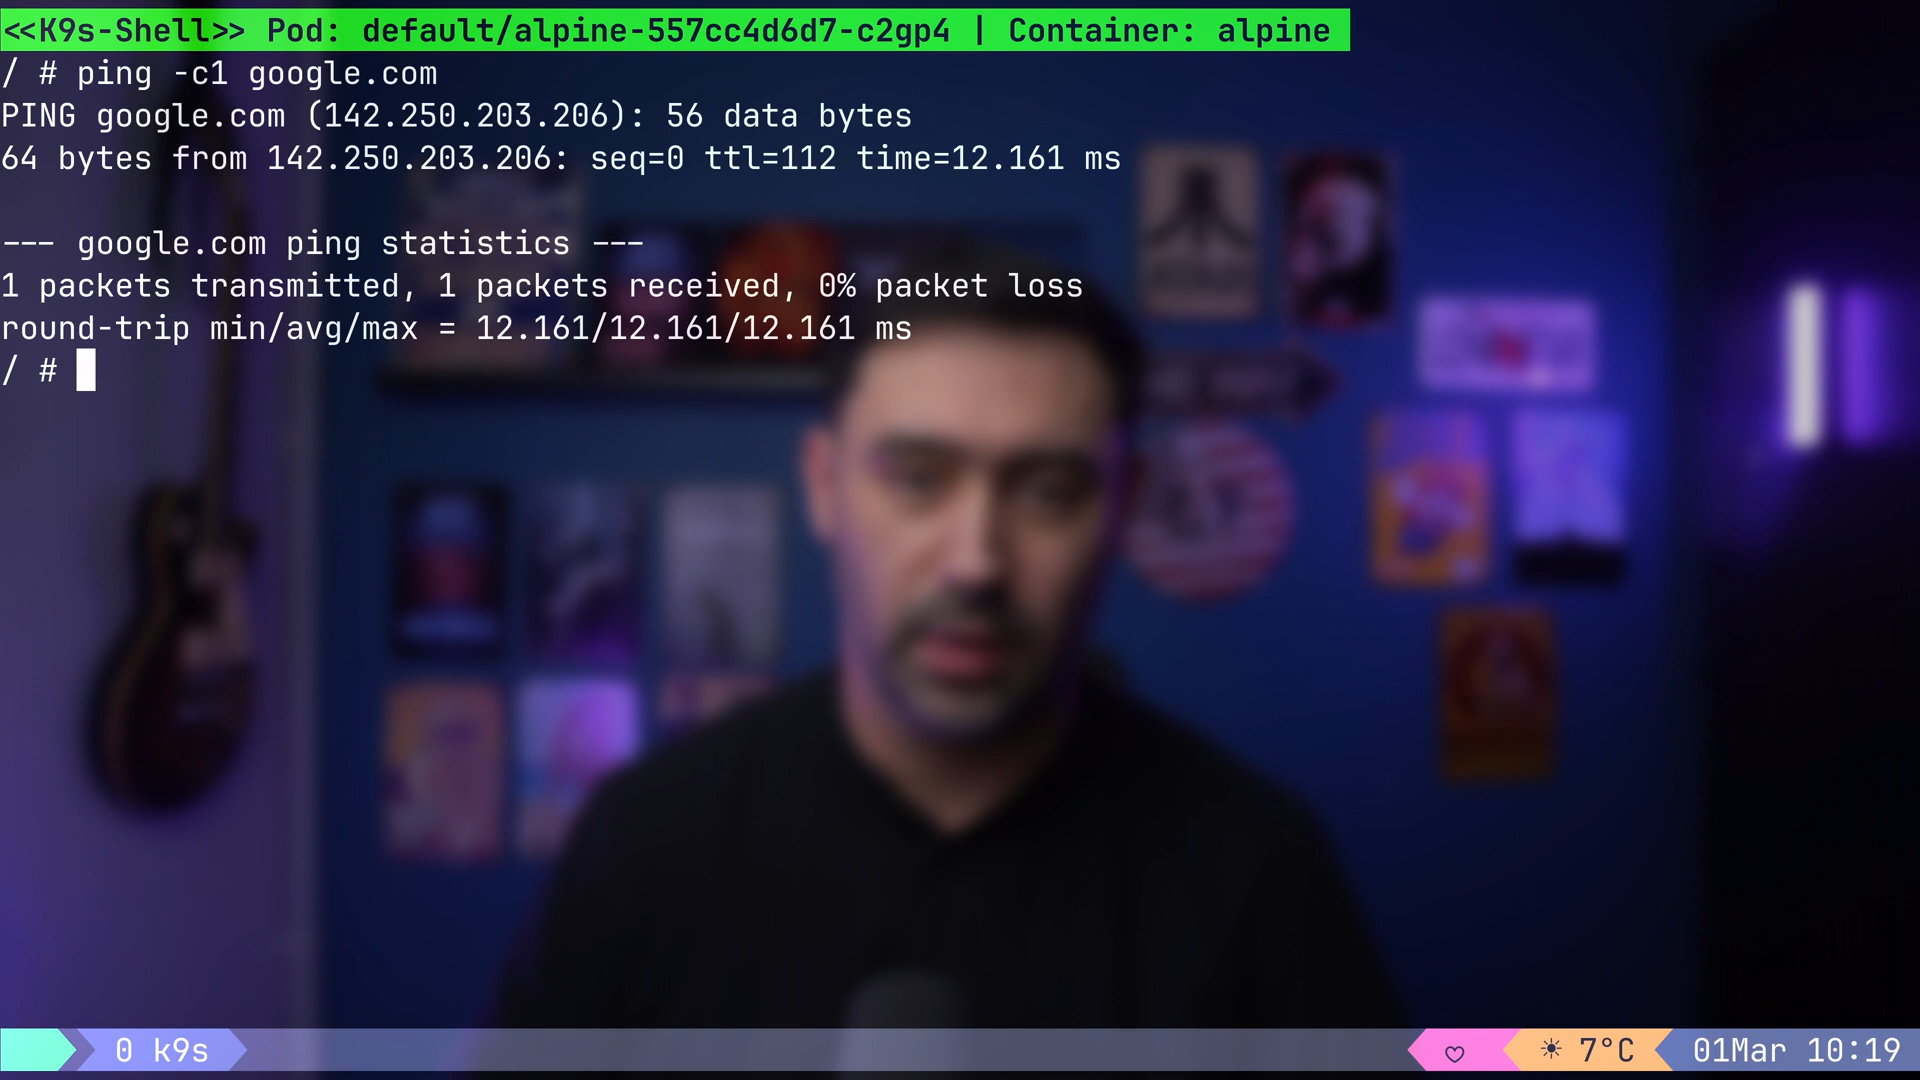 <<K9s-Shell>> Pod: default/alpine-557cc4d6d7-c2gp4 | Container: alpine
/ # ping -c1 google.com
PING google.com (142.250.203.206): 56 data bytes
64 bytes from 142.250.203.206: seq=0 ttl=112 time=12.161 ms
--- google.com ping statistics ---
1 packets transmitted, 1 packets received, 0% packet loss
round-trip min/avg/max = 12.161/12.161/12.161 ms
/ #
0 k9s
♡ ☀ 7°C 01Mar 10:19